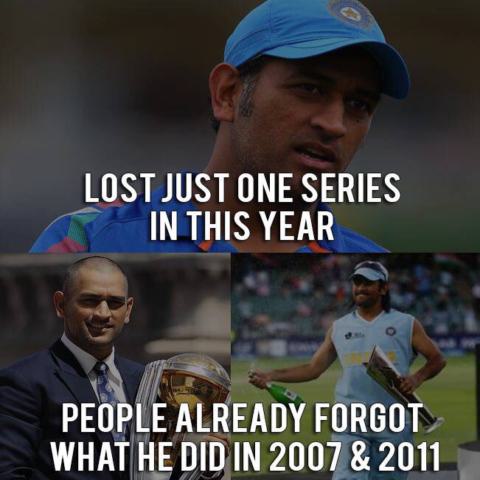 LOST JUST ONE SERIES
IN THIS YEAR
PEOPLE ALREADY FORGOT
WHAT HE DID IN 2007 & 2011